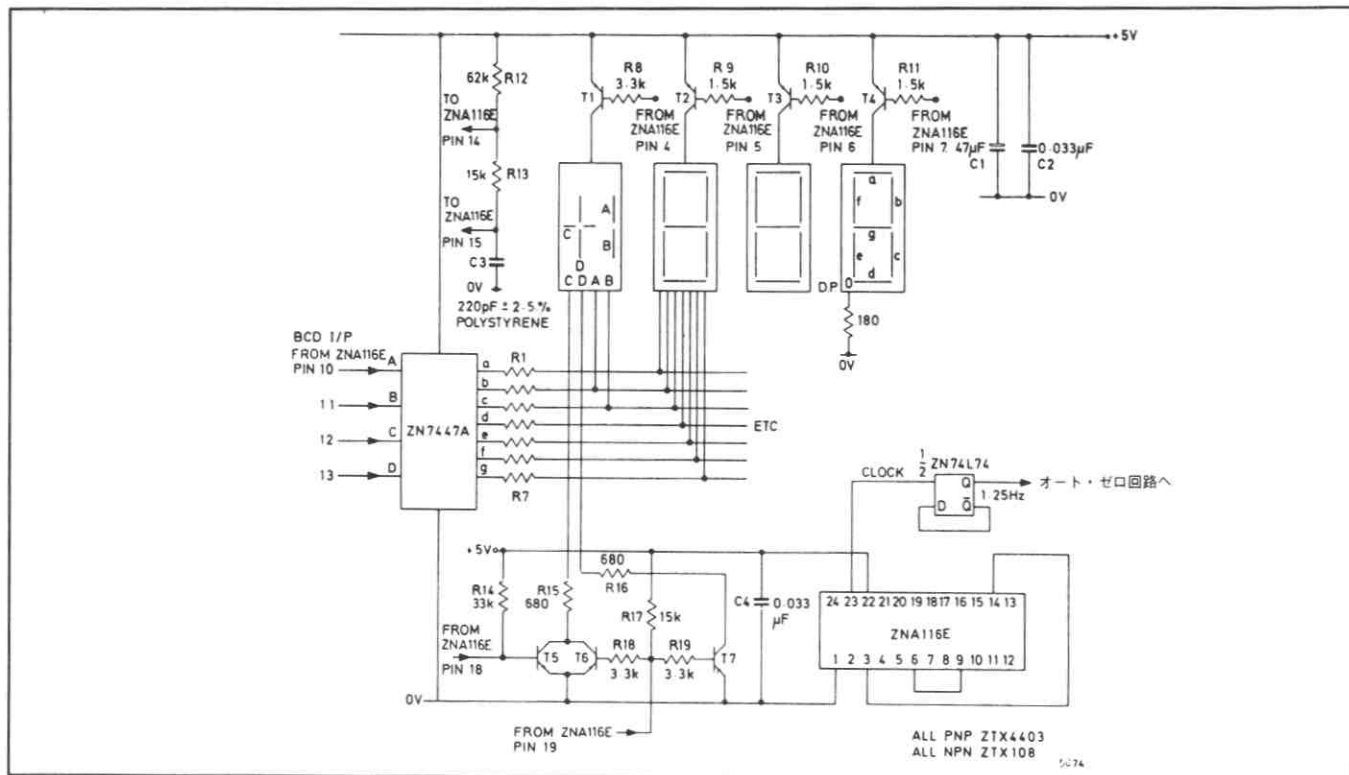 +5V
62k R12
R8
3.3k
R9
1.5k
R10
1.5k
R11
1.5k
T1
T2
T3
T4
TO
ZNA116E
PIN 14
FROM
ZNA116E
PIN 4
FROM
ZNA116E
PIN 5
FROM
ZNA116E
PIN 6
FROM
ZNA116E
PIN 7
47μF
C1
0.033μF
C2
0V
15k R13
TO
ZNA116E
PIN 15
C3
0V
220pF ± 2.5%
POLYSTYRENE
A
C
B
D
C D A B
a
f b
g
e c
d
D.P
180
0V
BCD I/P
FROM ZNA116E
PIN 10
11
12
13
A
B
C
D
ZN7447A
a
b
c
d
e
f
g
R1
R7
ETC
CLOCK
1/2 ZN74L74
Q
D Q̄
1.25Hz
オート・ゼロ回路へ
+5V
R14
33k
R15
680
680
R16
R17
15k
C4
0.033
μF
FROM
ZNA116E
PIN 18
T5
T6
R18
3.3k
R19
3.3k
T7
24 23 22 21 20 19 18 17 16 15 14 13
ZNA116E
1 2 3 4 5 6 7 8 9 10 11 12
0V
FROM ZNA116E
PIN 19
ALL PNP ZTX4403
ALL NPN ZTX108